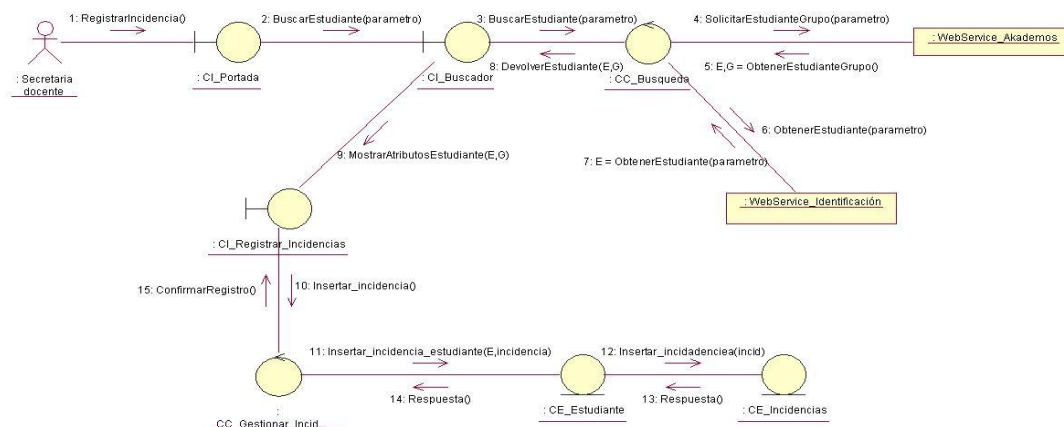 1: RegistrarIncidencia()
2: BuscarEstudiante(parametro)
3: BuscarEstudiante(parametro)
4: SolicitarEstudianteGrupo(parametro)
: Secretaria
docente
: CI_Portada
: CI_Buscador
8: DevolverEstudiante(E,G)
: CC_Busqueda
5: E,G = ObtenerEstudianteGrupo()
: WebService_Akademos
6: ObtenerEstudiante(parametro)
9: MostrarAtributosEstudiante(E,G)
7: E = ObtenerEstudiante(parametro)
: WebService_Identificación
: CI_Registrar_Incidencias
15: ConfirmarRegistro()
10: Insertar_incidencia()
11: Insertar_incidencia_estudiante(E,incidencia)
12: Insertar_incidadenciea(incid)
14: Respuesta()
13: Respuesta()
: CE_Estudiante
: CE_Incidencias
:
CC_Gestionar_Incid...